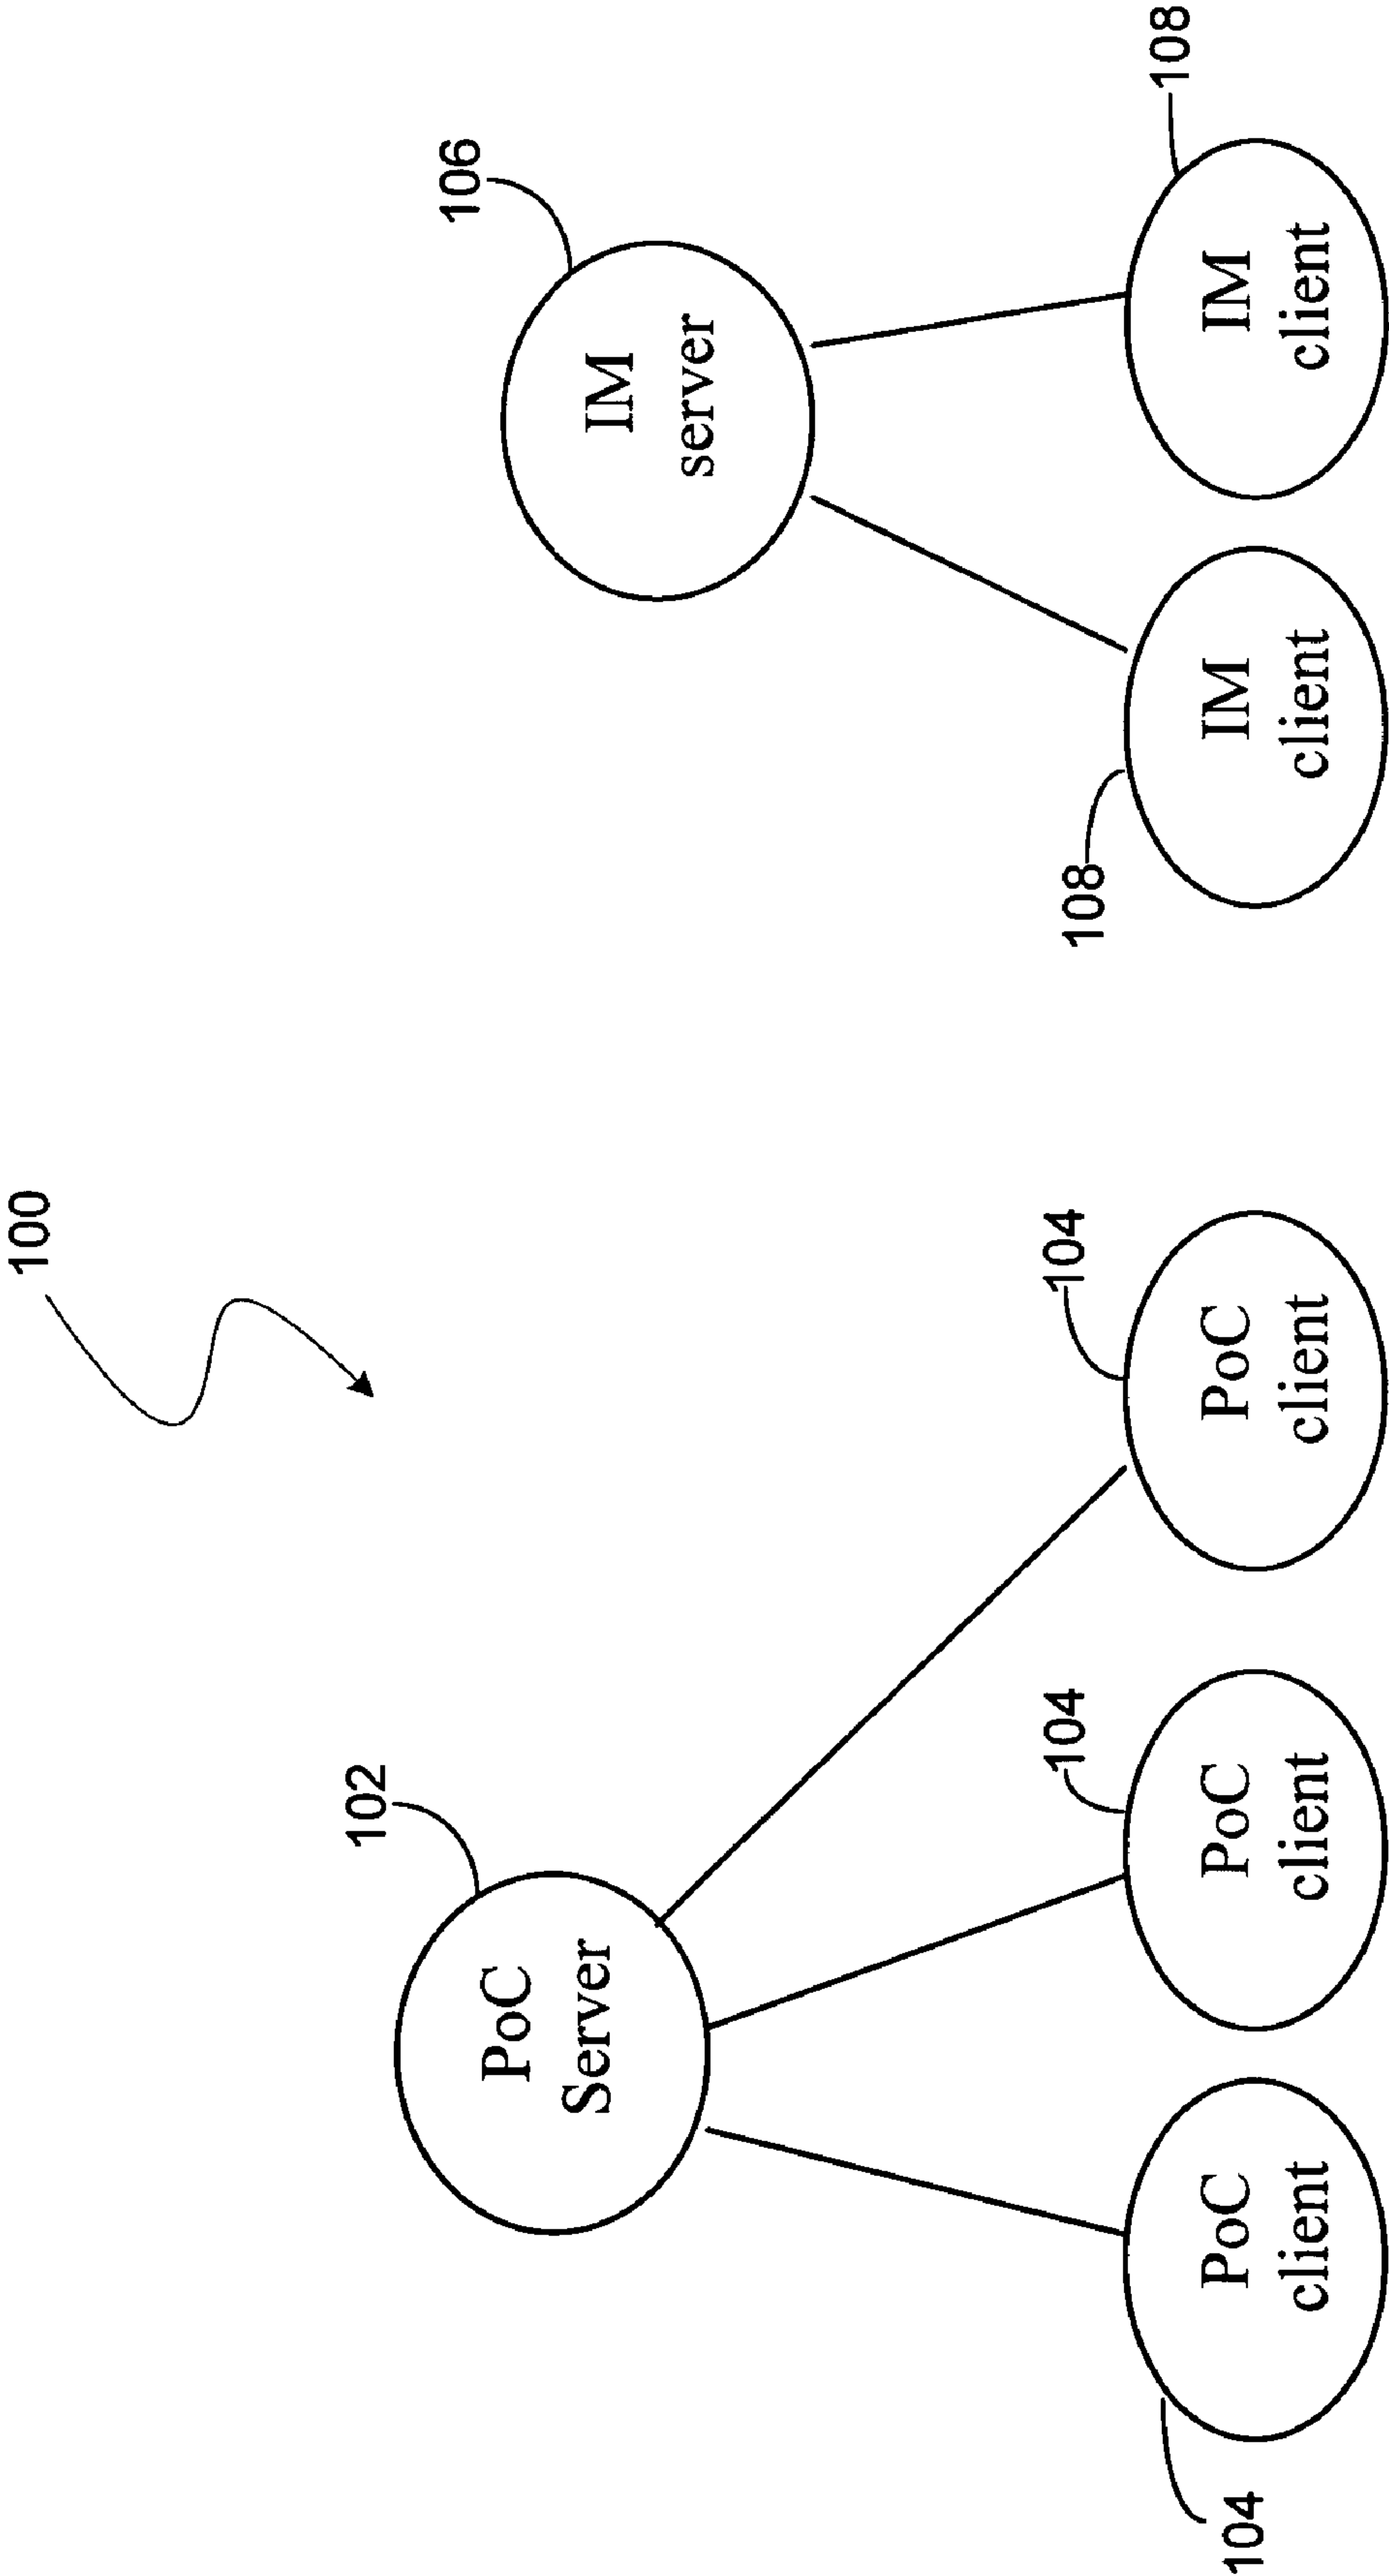 100
102
PoC
Server
106
IM
server
104
PoC
client
104
PoC
client
104
PoC
client
108
IM
client
108
IM
client